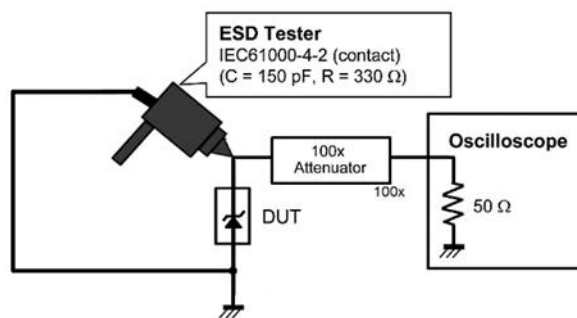 ESD Tester
IEC61000-4-2 (contact)
(C = 150 pF, R = 330 Ω)
100x
Attenuator
100x
Oscilloscope
50 Ω
DUT